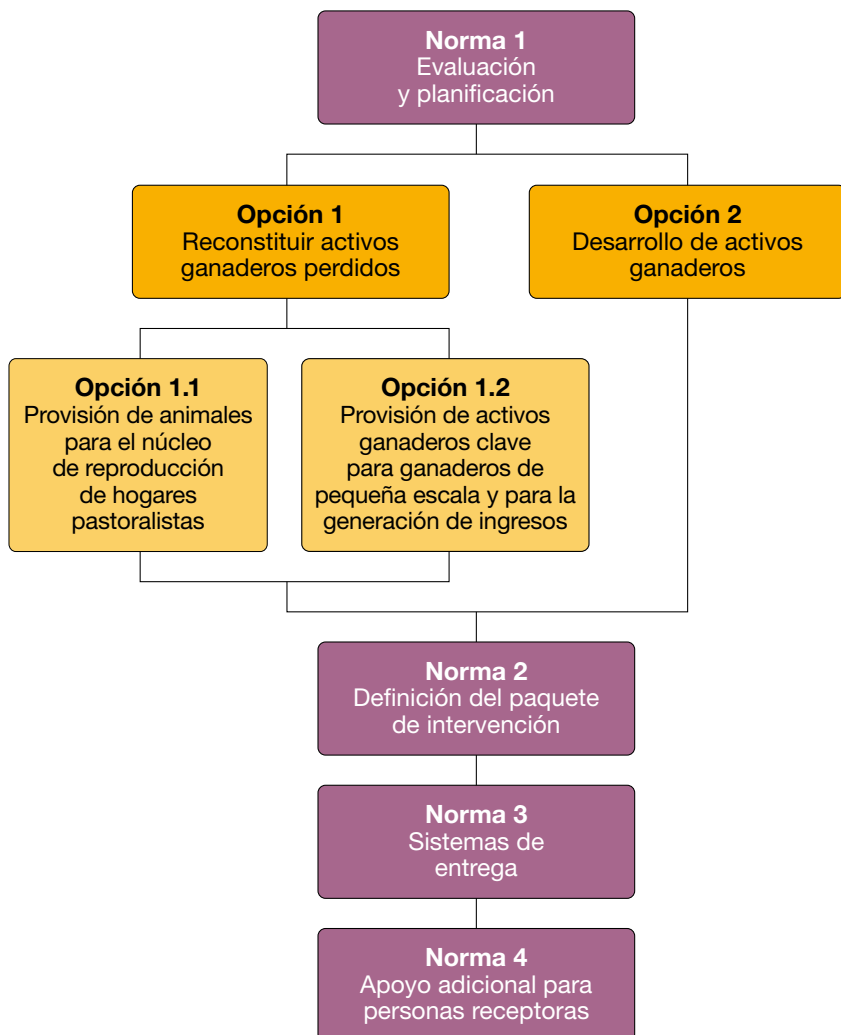 Norma 1
Evaluación
y planificación
Opción 1
Reconstituir activos
ganaderos perdidos
Opción 2
Desarrollo de activos
ganaderos
Opción 1.1
Provisión de animales
para el núcleo
de reproducción
de hogares
pastoralistas
Opción 1.2
Provisión de activos
ganaderos clave
para ganaderos de
pequeña escala y para la
generación de ingresos
Norma 2
Definición del paquete
de intervención
Norma 3
Sistemas de
entrega
Norma 4
Apoyo adicional para
personas receptoras